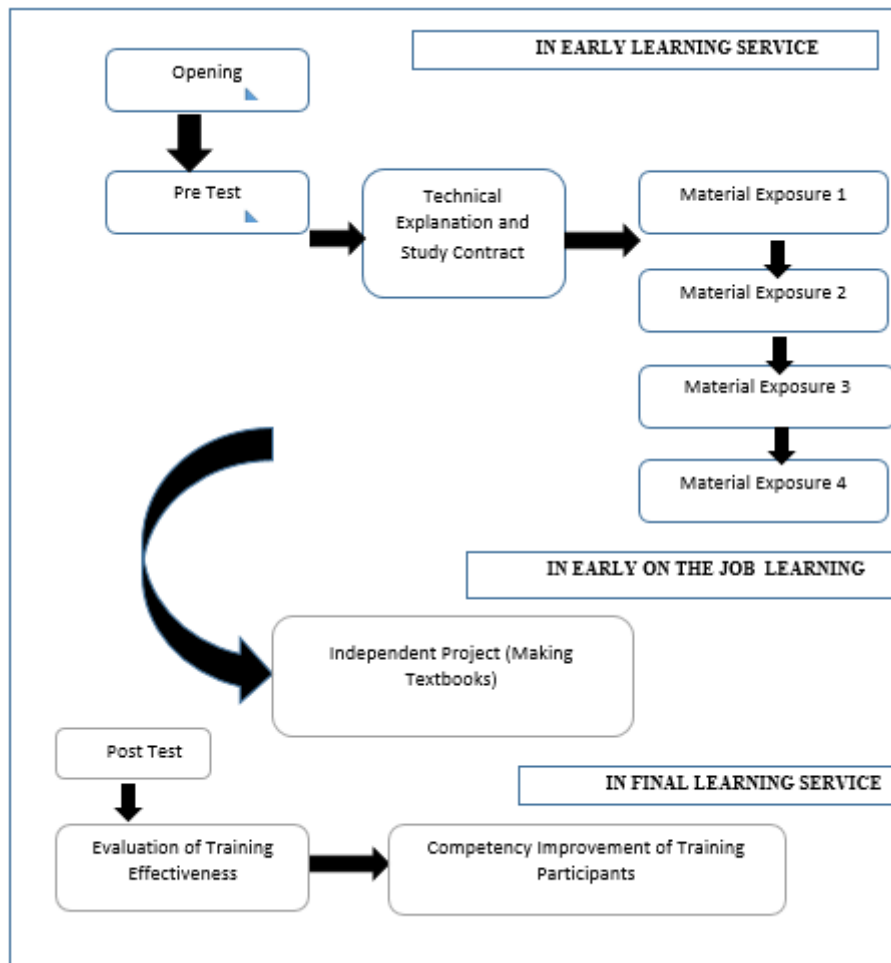 IN EARLY LEARNING SERVICE
Opening
Pre Test
Technical
Explanation and
Study Contract
Material Exposure 1
Material Exposure 2
Material Exposure 3
Material Exposure 4
IN EARLY ON THE JOB LEARNING
Independent Project (Making
Textbooks)
Post Test
IN FINAL LEARNING SERVICE
Evaluation of Training
Effectiveness
Competency Improvement of Training
Participants